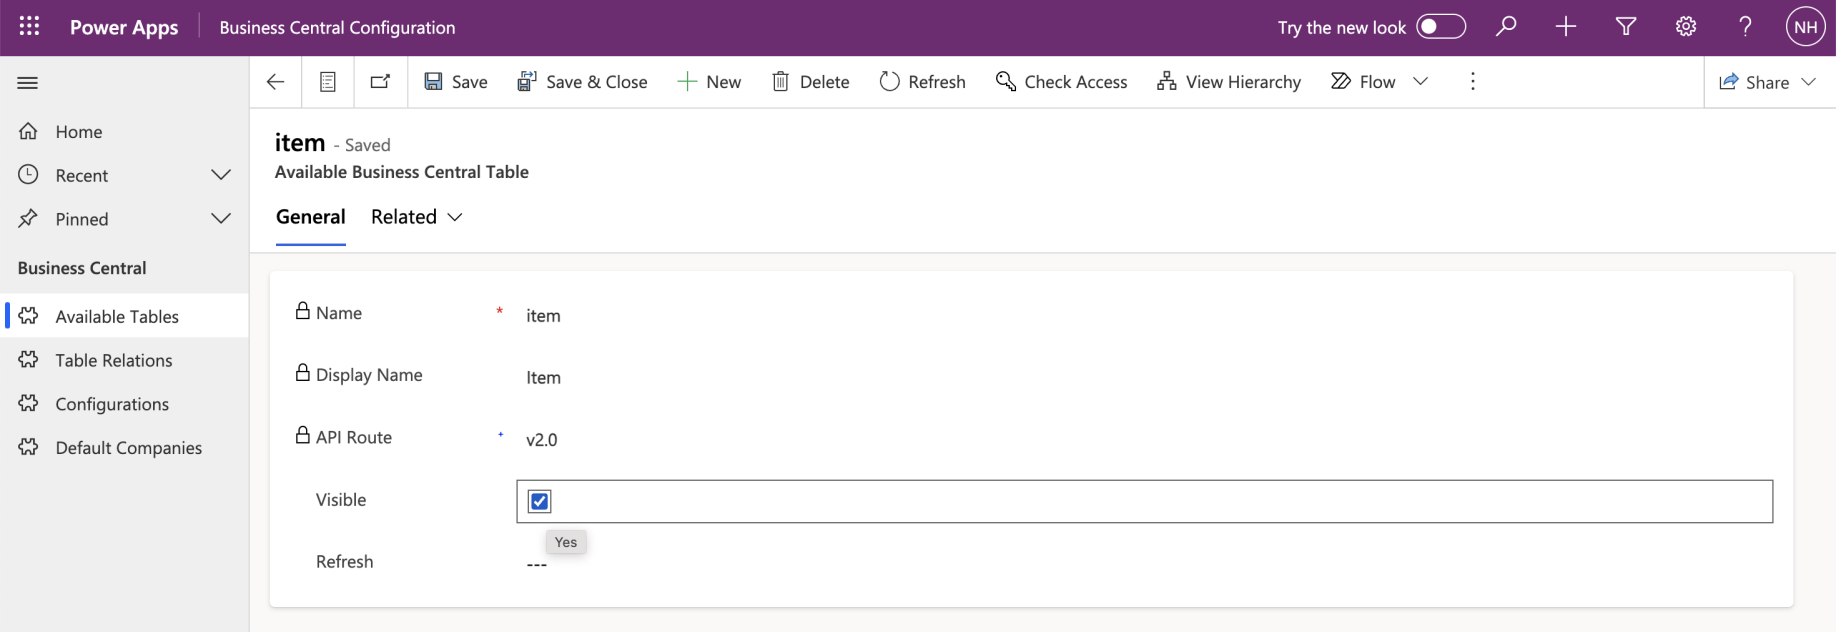 Power Apps Business Central Configuration Try the new look NH
Save Save & Close New Delete Refresh Check Access View Hierarchy Flow Share
Home
Recent
Pinned
Business Central
Available Tables
Table Relations
Configurations
Default Companies
item - Saved
Available Business Central Table
General Related
Name * item
Display Name Item
API Route + v2.0
Visible
Yes
Refresh ---